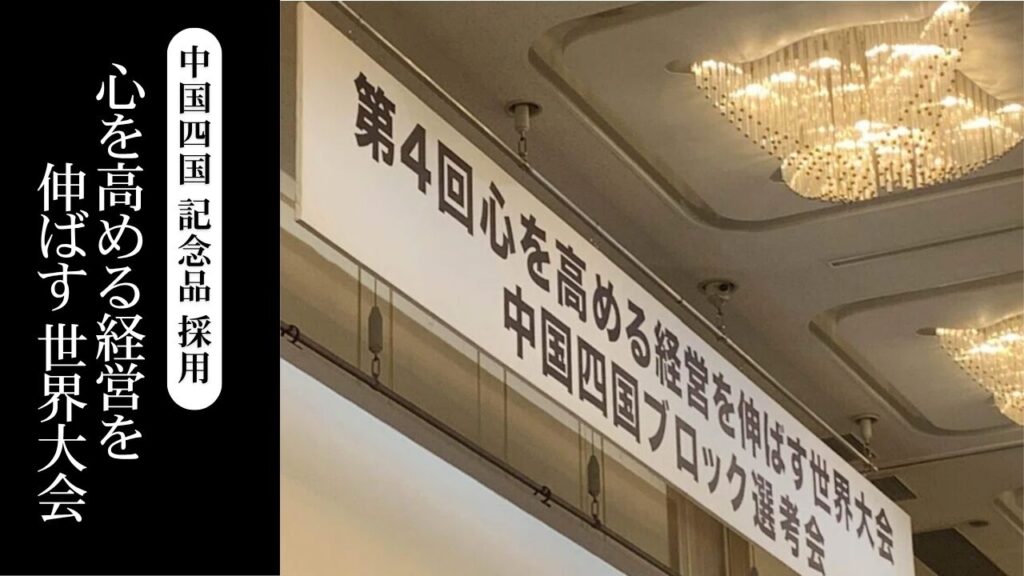 中国四国 記念品 採用
心を高める経営を
伸ばす 世界大会
第4回心を高める経営を伸ばす世界大会
中国四国ブロック選考会